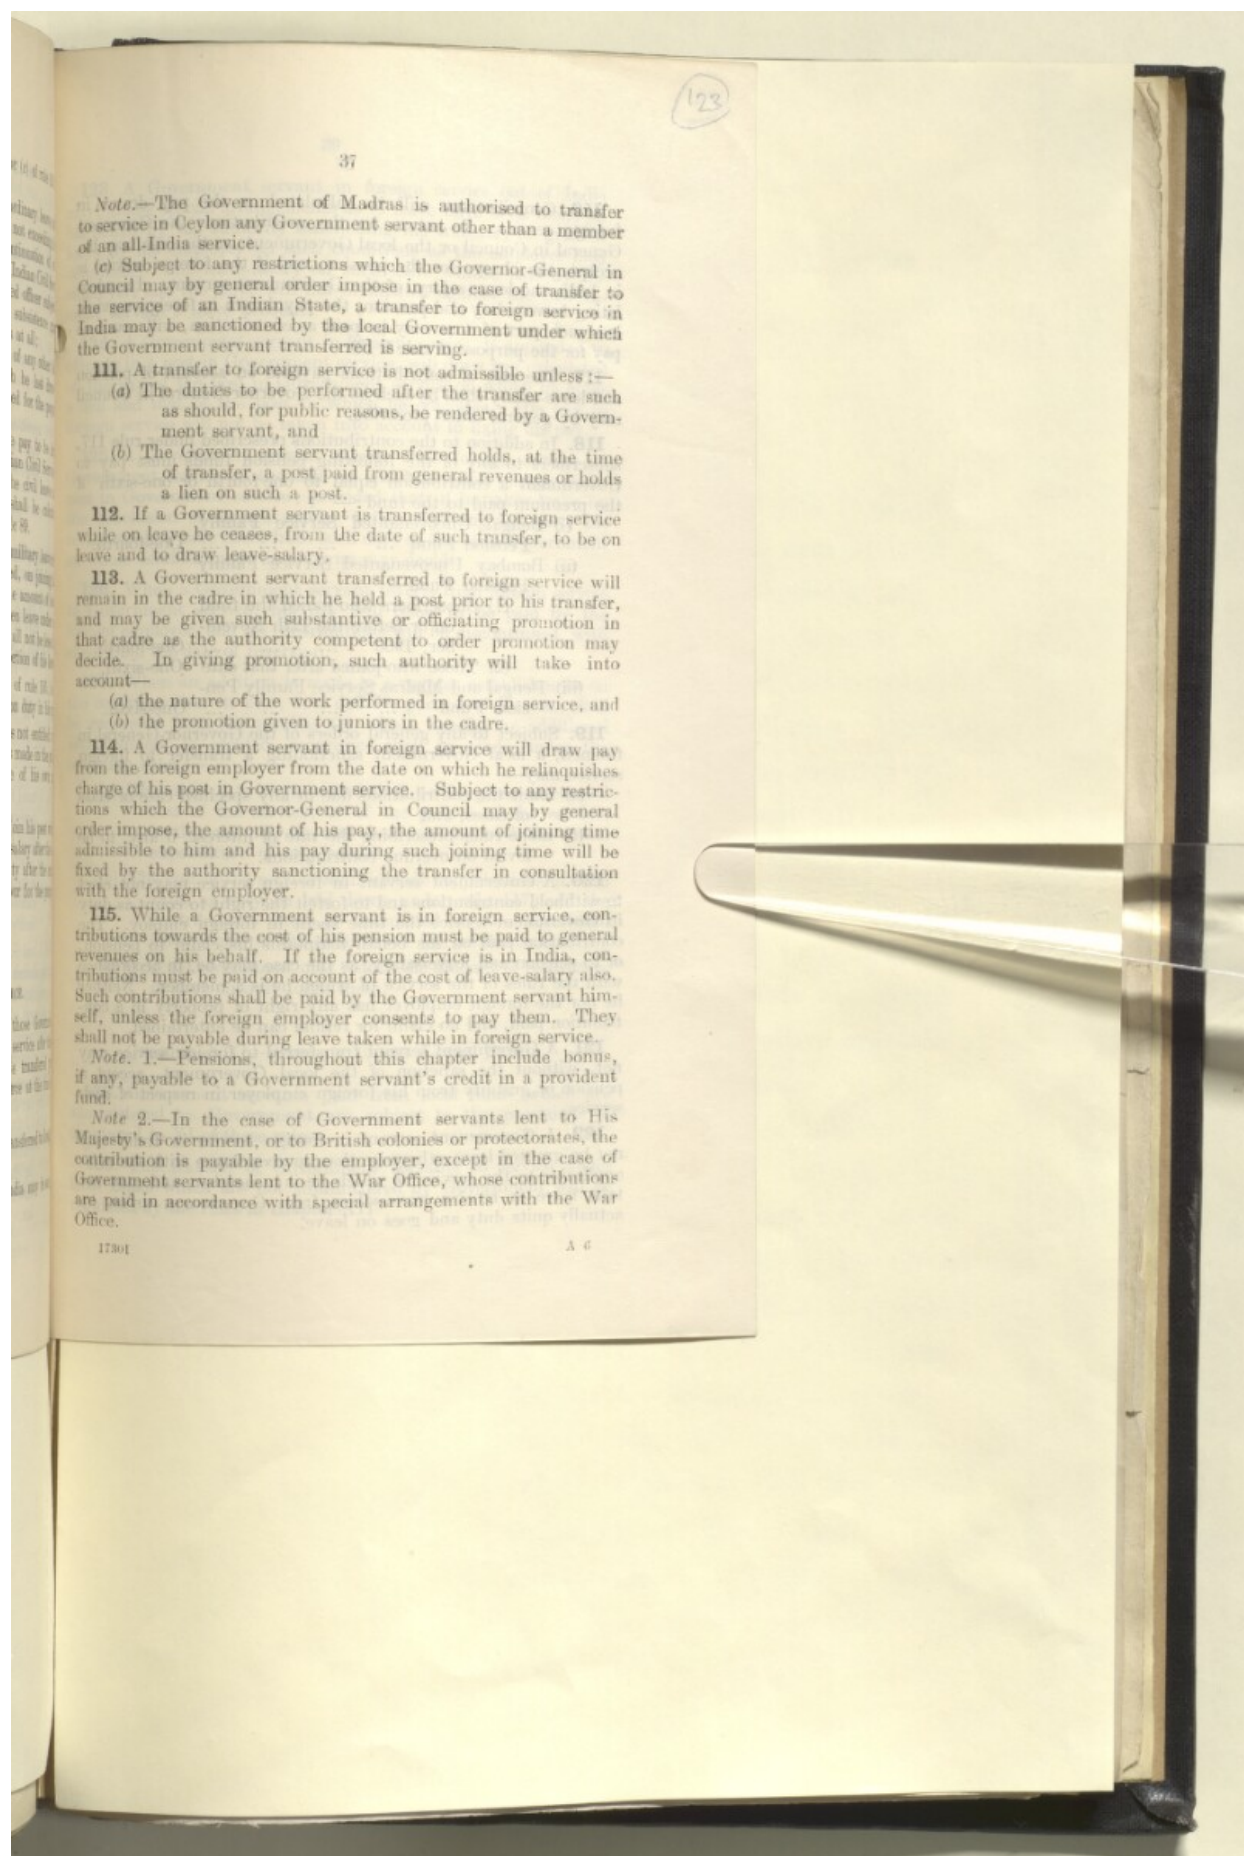 123
37
Note.—The Government of Madras is authorised to transfer
to service in Ceylon any Government servant other than a member
of an all-India service.
(c) Subject to any restrictions which the Governor-General in
Council may by general order impose in the case of transfer to
the service of an Indian State, a transfer to foreign service in
India may be sanctioned by the local Government under which
the Government servant transferred is serving.
111. A transfer to foreign service is not admissible unless :—
(a) The duties to be performed after the transfer are such
as should, for public reasons, be rendered by a Govern-
ment servant, and
(b) The Government servant transferred holds, at the time
of transfer, a post paid from general revenues or holds
a lien on such a post.
112. If a Government servant is transferred to foreign service
while on leave he ceases, from the date of such transfer, to be on
leave and to draw leave-salary.
113. A Government servant transferred to foreign service will
remain in the cadre in which he held a post prior to his transfer,
and may be given such substantive or officiating promotion in
that cadre as the authority competent to order promotion may
decide. In giving promotion, such authority will take into
account—
(a) the nature of the work performed in foreign service, and
(b) the promotion given to juniors in the cadre.
114. A Government servant in foreign service will draw pay
from the foreign employer from the date on which he relinquishes
charge of his post in Government service. Subject to any restric-
tions which the Governor-General in Council may by general
order impose, the amount of his pay, the amount of joining time
admissible to him and his pay during such joining time will be
fixed by the authority sanctioning the transfer in consultation
with the foreign employer.
115. While a Government servant is in foreign service, con-
tributions towards the cost of his pension must be paid to general
revenues on his behalf. If the foreign service is in India, con-
tributions must be paid on account of the cost of leave-salary also.
Such contributions shall be paid by the Government servant him-
self, unless the foreign employer consents to pay them. They
shall not be payable during leave taken while in foreign service.
Note. 1.—Pensions, throughout this chapter include bonus,
if any, payable to a Government servant's credit in a provident
fund.
Note 2.—In the case of Government servants lent to His
Majesty's Government, or to British colonies or protectorates, the
contribution is payable by the employer, except in the case of
Government servants lent to the War Office, whose contributions
are paid in accordance with special arrangements with the War
Office.
17301 A 6